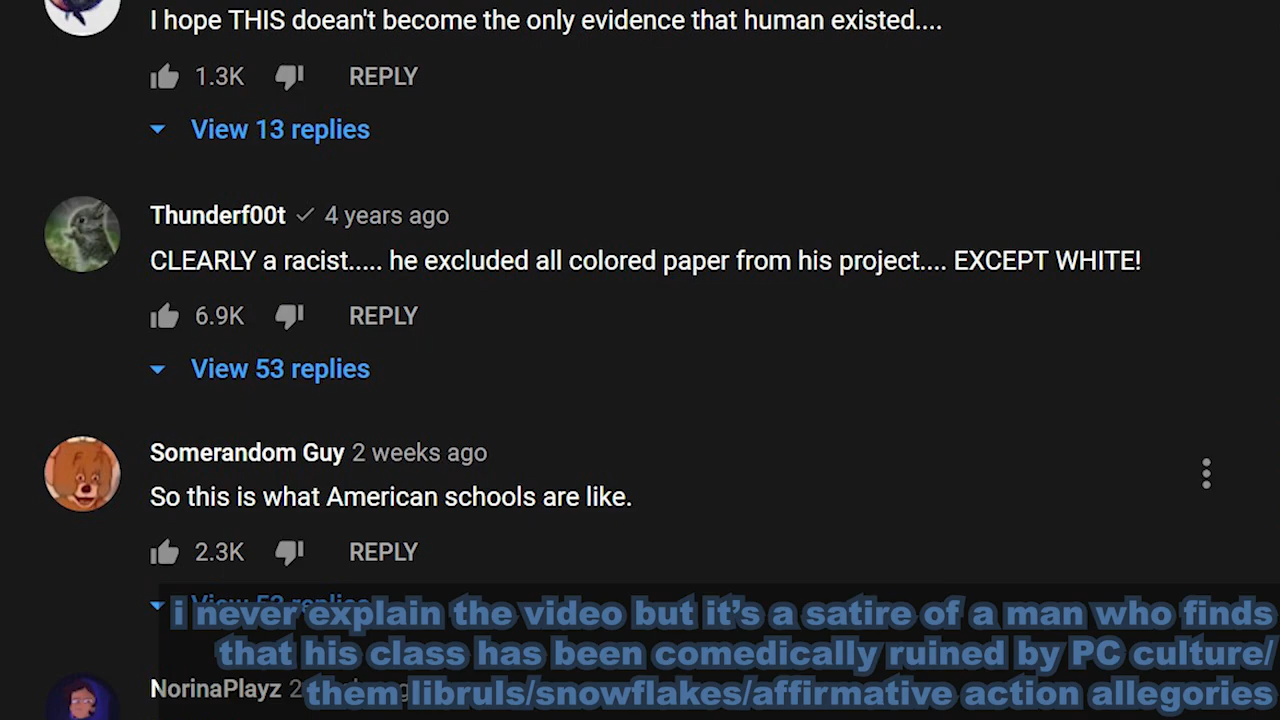 I hope THIS doean't become the only evidence that human existed....
1.3K REPLY
View 13 replies
Thunderf00t 4 years ago
CLEARLY a racist..... he excluded all colored paper from his project.... EXCEPT WHITE!
6.9K REPLY
View 53 replies
Somerandom Guy 2 weeks ago
So this is what American schools are like.
2.3K REPLY
i never explain the video but it’s a satire of a man who finds
that his class has been comedically ruined by PC culture/
NorinaPlayz
them libruls/snowflakes/affirmative action allegories